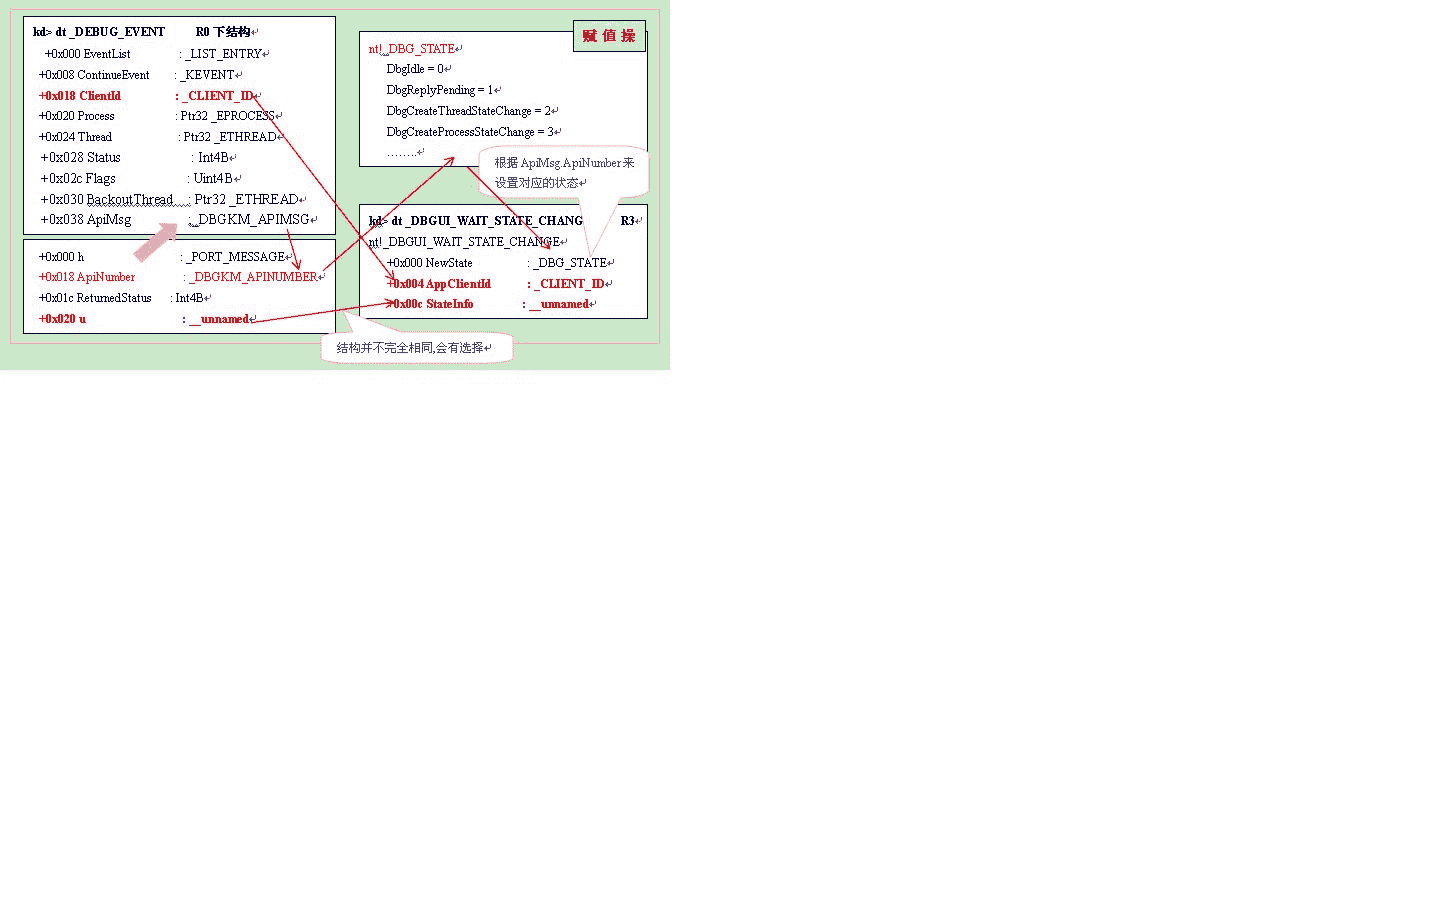 kd> dt _DEBUG_EVENT R0 下结构
+0x000 EventList : _LIST_ENTRY
+0x008 ContinueEvent : _KEVENT
+0x018 ClientId : _CLIENT_ID
+0x020 Process : Ptr32 _EPROCESS
+0x024 Thread : Ptr32 _ETHREAD
+0x028 Status : Int4B
+0x02c Flags : Uint4B
+0x030 BackoutThread : Ptr32 _ETHREAD
+0x038 ApiMsg : _DBGKM_APIMSG
+0x000 h : _PORT_MESSAGE
+0x018 ApiNumber : _DBGKM_APINUMBER
+0x01c ReturnedStatus : Int4B
+0x020 u : __unnamed
赋值操
nt!_DBG_STATE
DbgIdle = 0
DbgReplyPending = 1
DbgCreateThreadStateChange = 2
DbgCreateProcessStateChange = 3
........
根据 ApiMsg.ApiNumber 来
设置对应的状态
kd> dt _DBGUI_WAIT_STATE_CHANG R3
nt!_DBGUI_WAIT_STATE_CHANGE
+0x000 NewState : _DBG_STATE
+0x004 AppClientId : _CLIENT_ID
+0x00c StateInfo : __unnamed
结构并不完全相同,会有选择